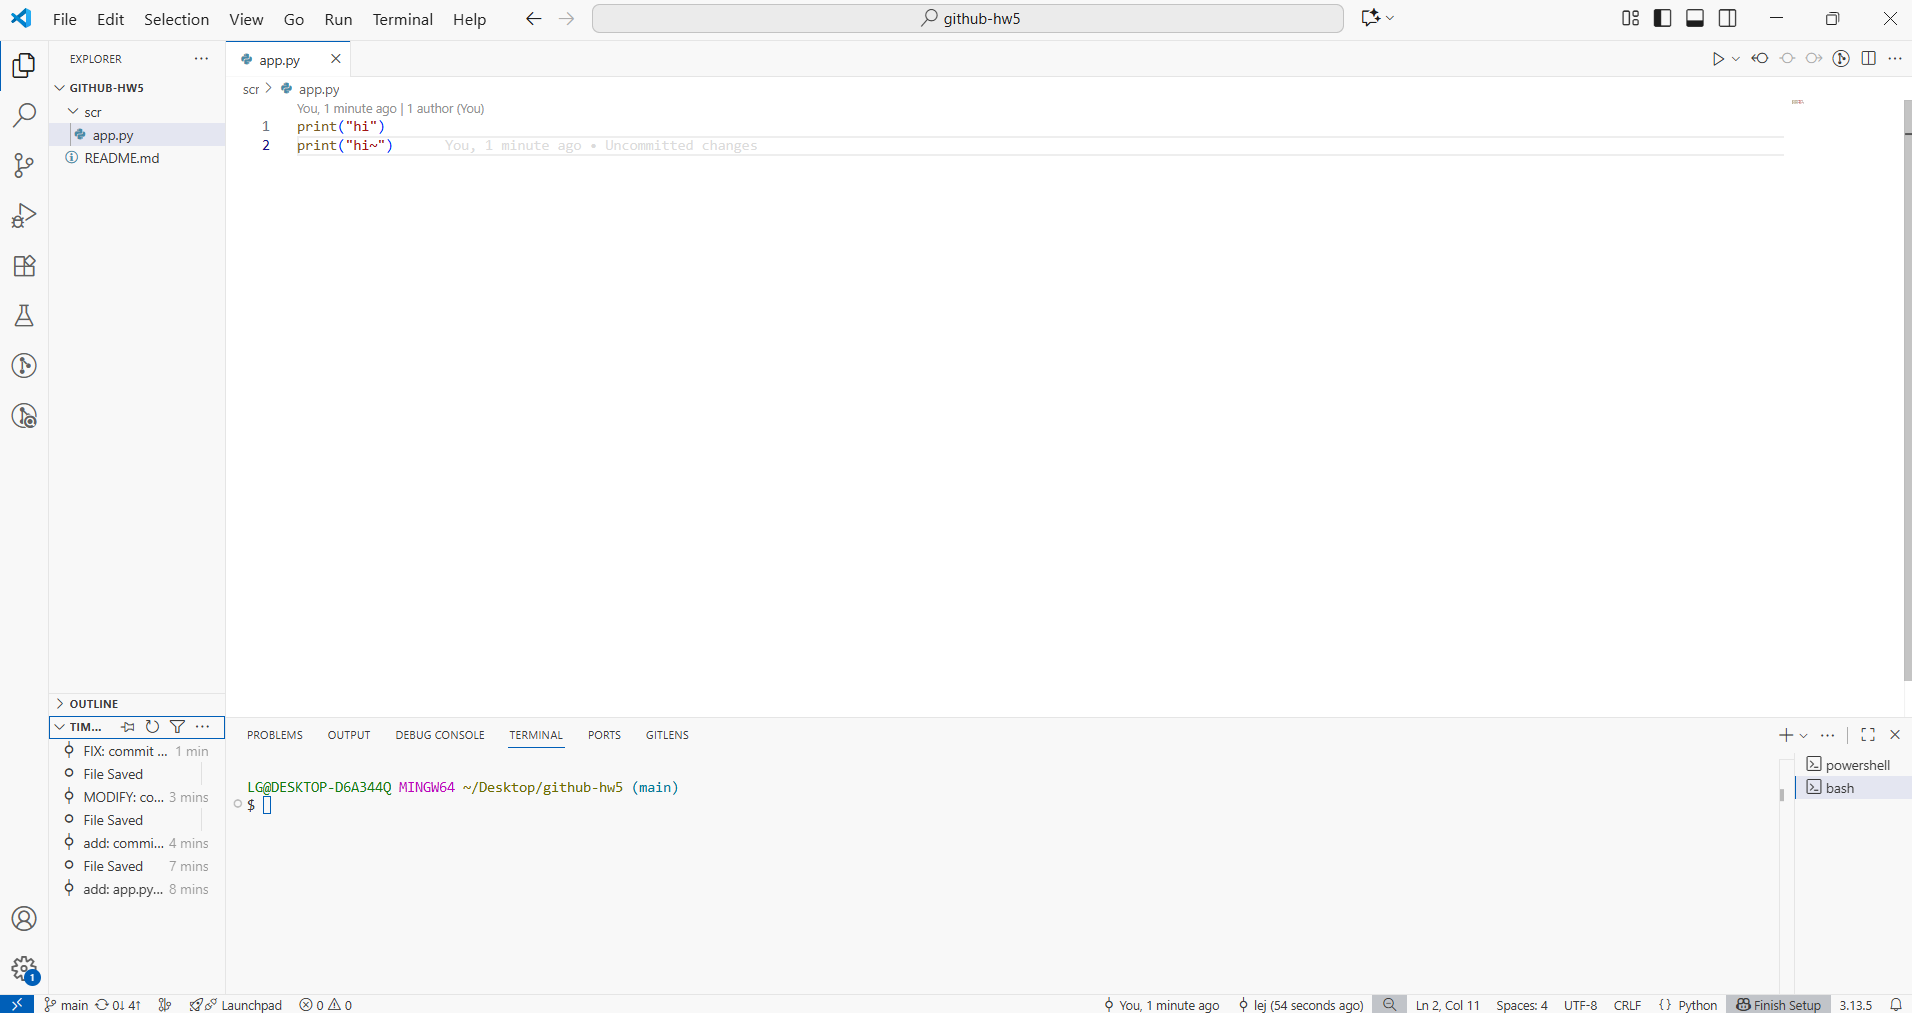 File Edit Selection View Go Run Terminal Help
github-hw5
EXPLORER
GITHUB-HW5
scr
app.py
README.md
OUTLINE
TIM...
FIX: commit ... 1 min
File Saved
MODIFY: co... 3 mins
File Saved
add: commi... 4 mins
File Saved 7 mins
add: app.py... 8 mins
app.py
scr > app.py
You, 1 minute ago | 1 author (You)
1 print("hi")
2 print("hi~") You, 1 minute ago • Uncommitted changes
PROBLEMS OUTPUT DEBUG CONSOLE TERMINAL PORTS GITLENS
LG@DESKTOP-D6A344Q MINGW64 ~/Desktop/github-hw5 (main)
$
powershell
bash
1
main 0↓ 4↑ Launchpad 0 0 You, 1 minute ago lej (54 seconds ago) Ln 2, Col 11 Spaces: 4 UTF-8 CRLF {} Python Finish Setup 3.13.5